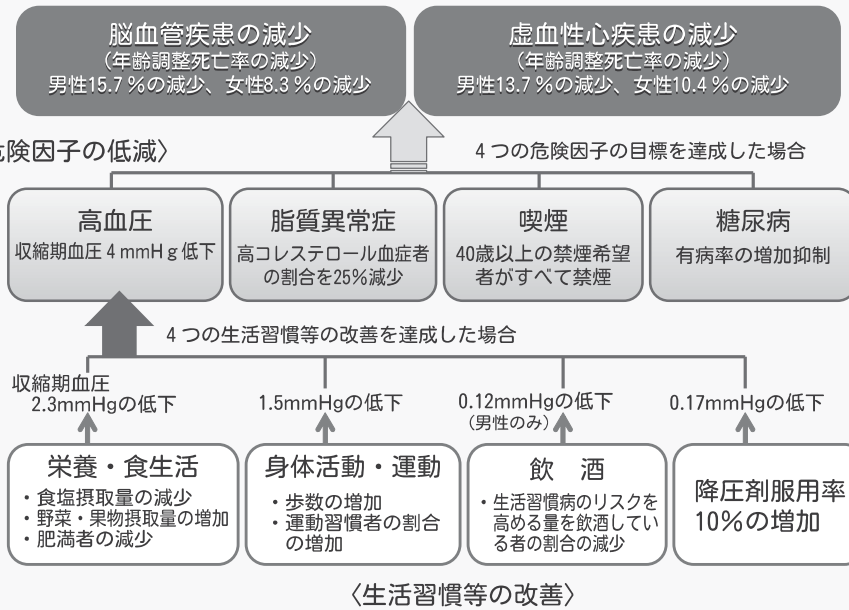 脳血管疾患の減少
(年齢調整死亡率の減少)
男性15.7％の減少、女性8.3％の減少
虚血性心疾患の減少
(年齢調整死亡率の減少)
男性13.7％の減少、女性10.4％の減少
危険因子の低減〉
4つの危険因子の目標を達成した場合
高血圧
収縮期血圧4mmHg低下
脂質異常症
高コレステロール血症者
の割合を25％減少
喫煙
40歳以上の禁煙希望
者がすべて禁煙
糖尿病
有病率の増加抑制
4つの生活習慣等の改善を達成した場合
収縮期血圧
2.3mmHgの低下
1.5mmHgの低下
0.12mmHgの低下
(男性のみ)
0.17mmHgの低下
栄養・食生活
・食塩摂取量の減少
・野菜・果物摂取量の増加
・肥満者の減少
身体活動・運動
・歩数の増加
・運動習慣者の割合
の増加
飲　酒
・生活習慣病のリスクを
高める量を飲酒してい
る者の割合の減少
降圧剤服用率
10％の増加
〈生活習慣等の改善〉